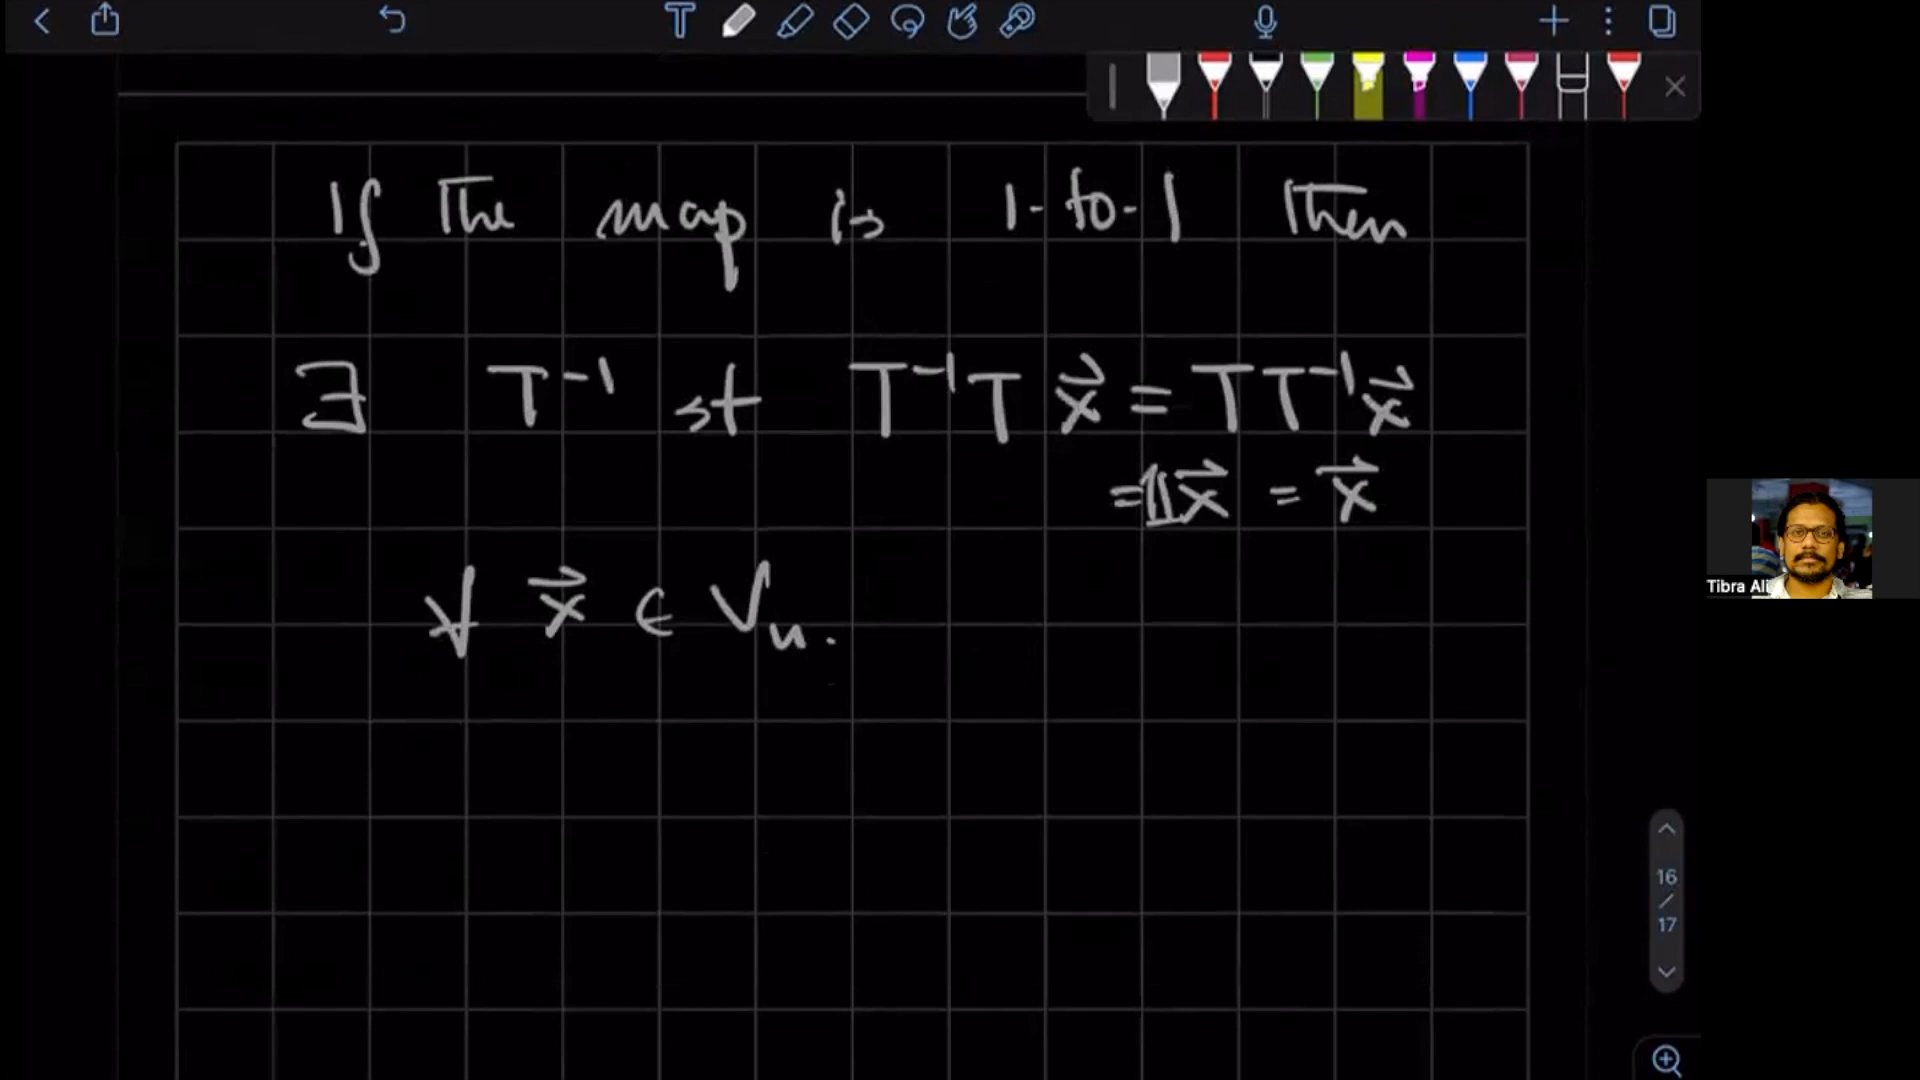 If The map is 1-to-1 Then
∃ T⁻¹ st T⁻¹T x⃗ = TT⁻¹x⃗
= 𝟙x⃗ = x⃗
∀ x⃗ ∈ Vn.
Tibra Ali
16
/
17